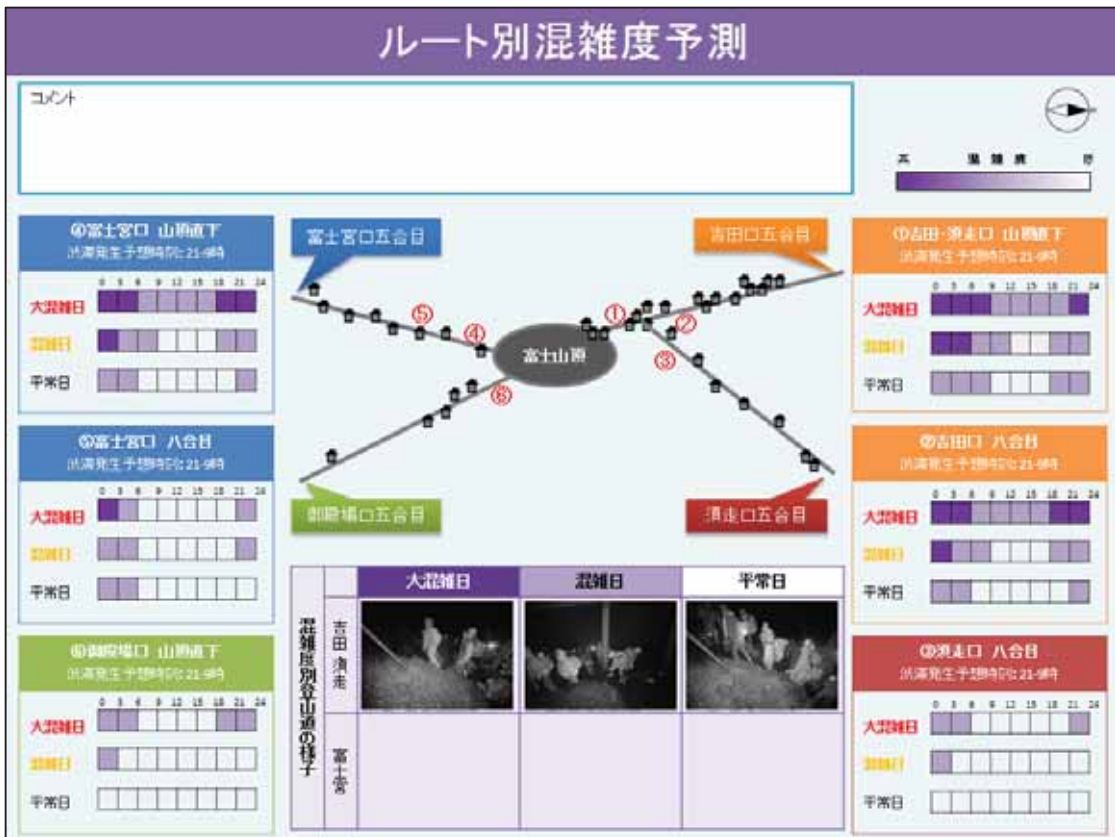 ルート別混雑度予測
コメント
高 混 雑 度 低
④富士宮口 山頂直下
渋滞発生予想時刻:21-9時
0 3 6 9 12 15 18 21 24
大混雑日
混雑日
平常日
⑤富士宮口 八合目
渋滞発生予想時刻:21-9時
0 3 6 9 12 15 18 21 24
大混雑日
混雑日
平常日
⑥御殿場口 山頂直下
渋滞発生予想時刻:21-9時
0 3 6 9 12 15 18 21 24
大混雑日
混雑日
平常日
富士宮口五合目
吉田口五合目
① ② ③ ④ ⑤ ⑥
富士山頂
御殿場口五合目
須走口五合目
混雑度別登山道の様子
大混雑日 混雑日 平常日
吉田 須走
富士宮
①吉田・須走口 山頂直下
渋滞発生予想時刻:21-9時
0 3 6 9 12 15 18 21 24
大混雑日
混雑日
平常日
②吉田口 八合目
渋滞発生予想時刻:21-9時
0 3 6 9 12 15 18 21 24
大混雑日
混雑日
平常日
③須走口 八合目
渋滞発生予想時刻:21-9時
0 3 6 9 12 15 18 21 24
大混雑日
混雑日
平常日